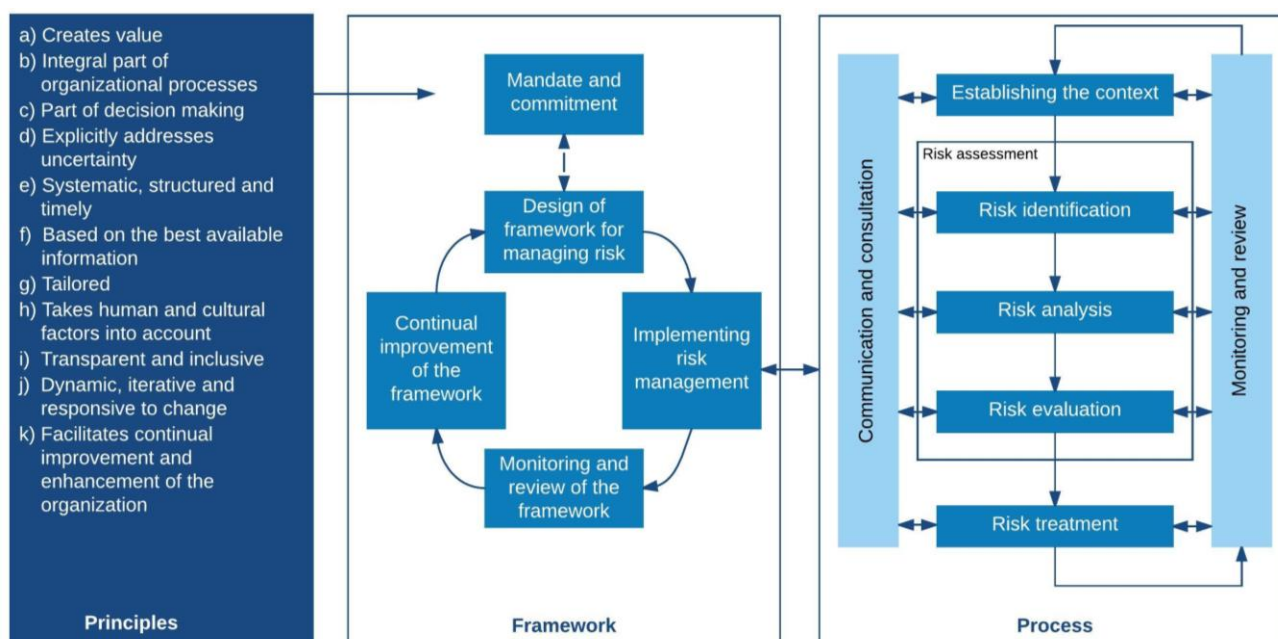 a) Creates value
b) Integral part of
organizational processes
c) Part of decision making
d) Explicitly addresses
uncertainty
e) Systematic, structured and
timely
f) Based on the best available
information
g) Tailored
h) Takes human and cultural
factors into account
i) Transparent and inclusive
j) Dynamic, iterative and
responsive to change
k) Facilitates continual
improvement and
enhancement of the
organization
Principles
Mandate and
commitment
Design of
framework for
managing risk
Continual
improvement
of the
framework
Implementing
risk
management
Monitoring and
review of the
framework
Framework
Communication and consultation
Establishing the context
Risk assessment
Risk identification
Risk analysis
Risk evaluation
Risk treatment
Monitoring and review
Process